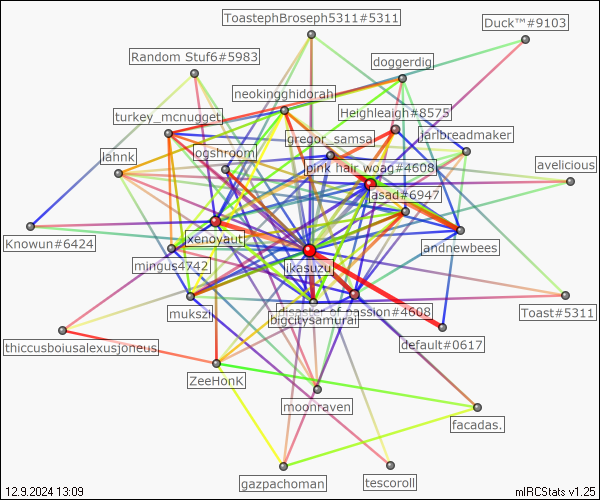 ToastephBroseph5311#5311
Duck™#9103
Random Stuf6#5983
doggerdig
neokingghidorah
turkey_mcnugget
Heighleaigh#8575
gregor_samsa
jarlbreadmaker
ogshroom
lahnk
pink hair woag#4608
avelicious
asad#6947
Knowun#6424
xenoyaut
andnewbees
mingus4742
ikasuzu
mukszi
disaster of passion#4608
Toast#5311
bigcitysamurai
thiccusboiusalexusjoneus
default#0617
ZeeHonK
moonraven
facadas.
gazpachoman
tescoroll
12.9.2024 13:09
mIRCStats v1.25